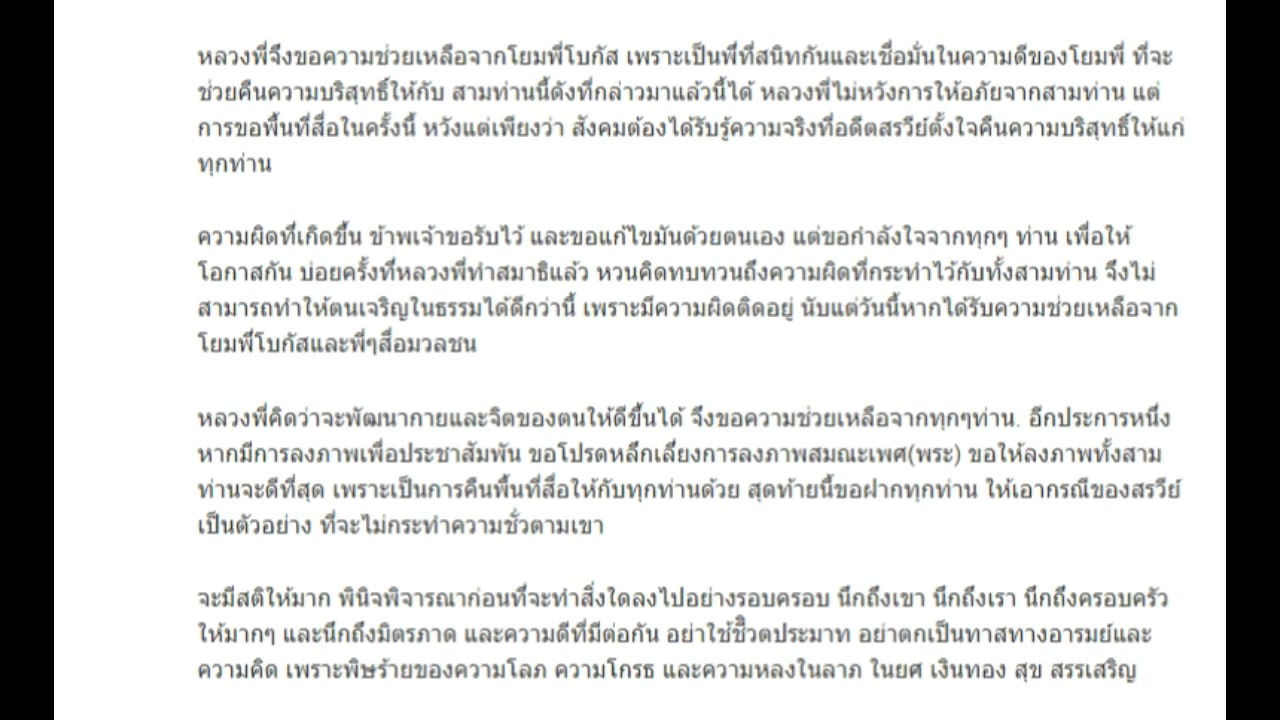 หลวงพี่จึงขอความช่วยเหลือจากโยมพี่โบกัส เพราะเป็นพี่ที่สนิทกันและเชื่อมั่นในความดีของโยมพี่ ที่จะ
ช่วยคืนความบริสุทธิ์ให้กับ สามท่านนี้ดังที่กล่าวมาแล้วนี้ได้ หลวงพี่ไม่หวังการให้อภัยจากสามท่าน แต่
การขอพื้นที่สื่อในครั้งนี้ หวังแต่เพียงว่า สังคมต้องได้รับรู้ความจริงที่อดีตสรวีย์ตั้งใจคืนความบริสุทธิ์ให้แก่
ทุกท่าน
ความผิดที่เกิดขึ้น ข้าพเจ้าขอรับไว้ และขอแก้ไขมันด้วยตนเอง แต่ขอกำลังใจจากทุกๆ ท่าน เพื่อให้
โอกาสกัน บ่อยครั้งที่หลวงพี่ทำสมาธิแล้ว หวนคิดทบทวนถึงความผิดที่กระทำไว้กับทั้งสามท่าน จึงไม่
สามารถทำให้ตนเจริญในธรรมได้ดีกว่านี้ เพราะมีความผิดติดอยู่ นับแต่วันนี้หากได้รับความช่วยเหลือจาก
โยมพี่โบกัสและพี่ๆสื่อมวลชน
หลวงพี่คิดว่าจะพัฒนากายและจิตของตนให้ดีขึ้นได้ จึงขอความช่วยเหลือจากทุกๆท่าน. อีกประการหนึ่ง
หากมีการลงภาพเพื่อประชาสัมพัน ขอโปรดหลีกเลี่ยงการลงภาพสมณะเพศ(พระ) ขอให้ลงภาพทั้งสาม
ท่านจะดีที่สุด เพราะเป็นการคืนพื้นที่สื่อให้กับทุกท่านด้วย สุดท้ายนี้ขอฝากทุกท่าน ให้เอากรณีของสรวีย์
เป็นตัวอย่าง ที่จะไม่กระทำความชั่วตามเขา
จะมีสติให้มาก พินิจพิจารณาก่อนที่จะทำสิ่งใดลงไปอย่างรอบครอบ นึกถึงเขา นึกถึงเรา นึกถึงครอบครัว
ให้มากๆ และนึกถึงมิตรภาด และความดีที่มีต่อกัน อย่าใช้ชีิวตประมาท อย่าตกเป็นทาสทางอารมย์และ
ความคิด เพราะพิษร้ายของความโลภ ความโกรธ และความหลงในลาภ ในยศ เงินทอง สุข สรรเสริญ